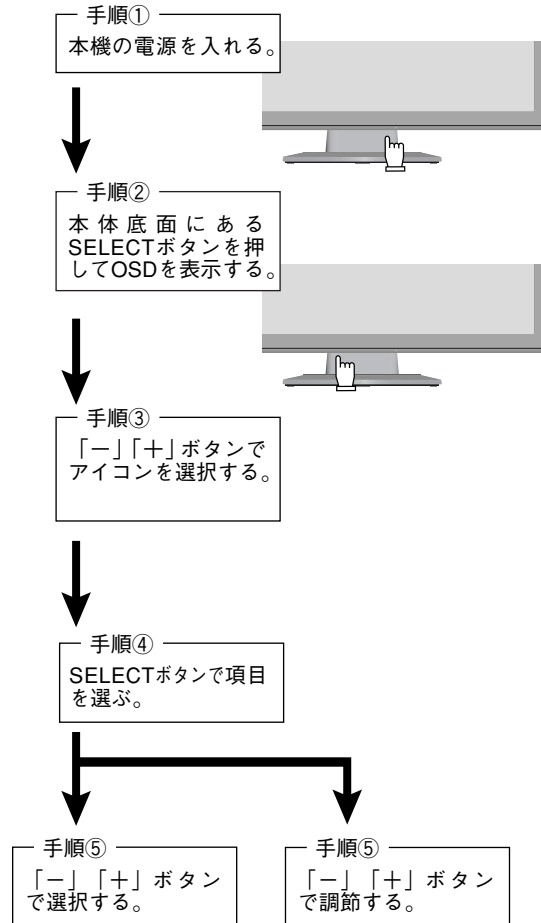 手順①
本機の電源を入れる。
手順②
本体底面にある
SELECTボタンを押
してOSDを表示する。
手順③
「－」「＋」ボタンで
アイコンを選択する。
手順④
SELECTボタンで項目
を選ぶ。
手順⑤
「－」「＋」ボタン
で選択する。
手順⑤
「－」「＋」ボタン
で調節する。